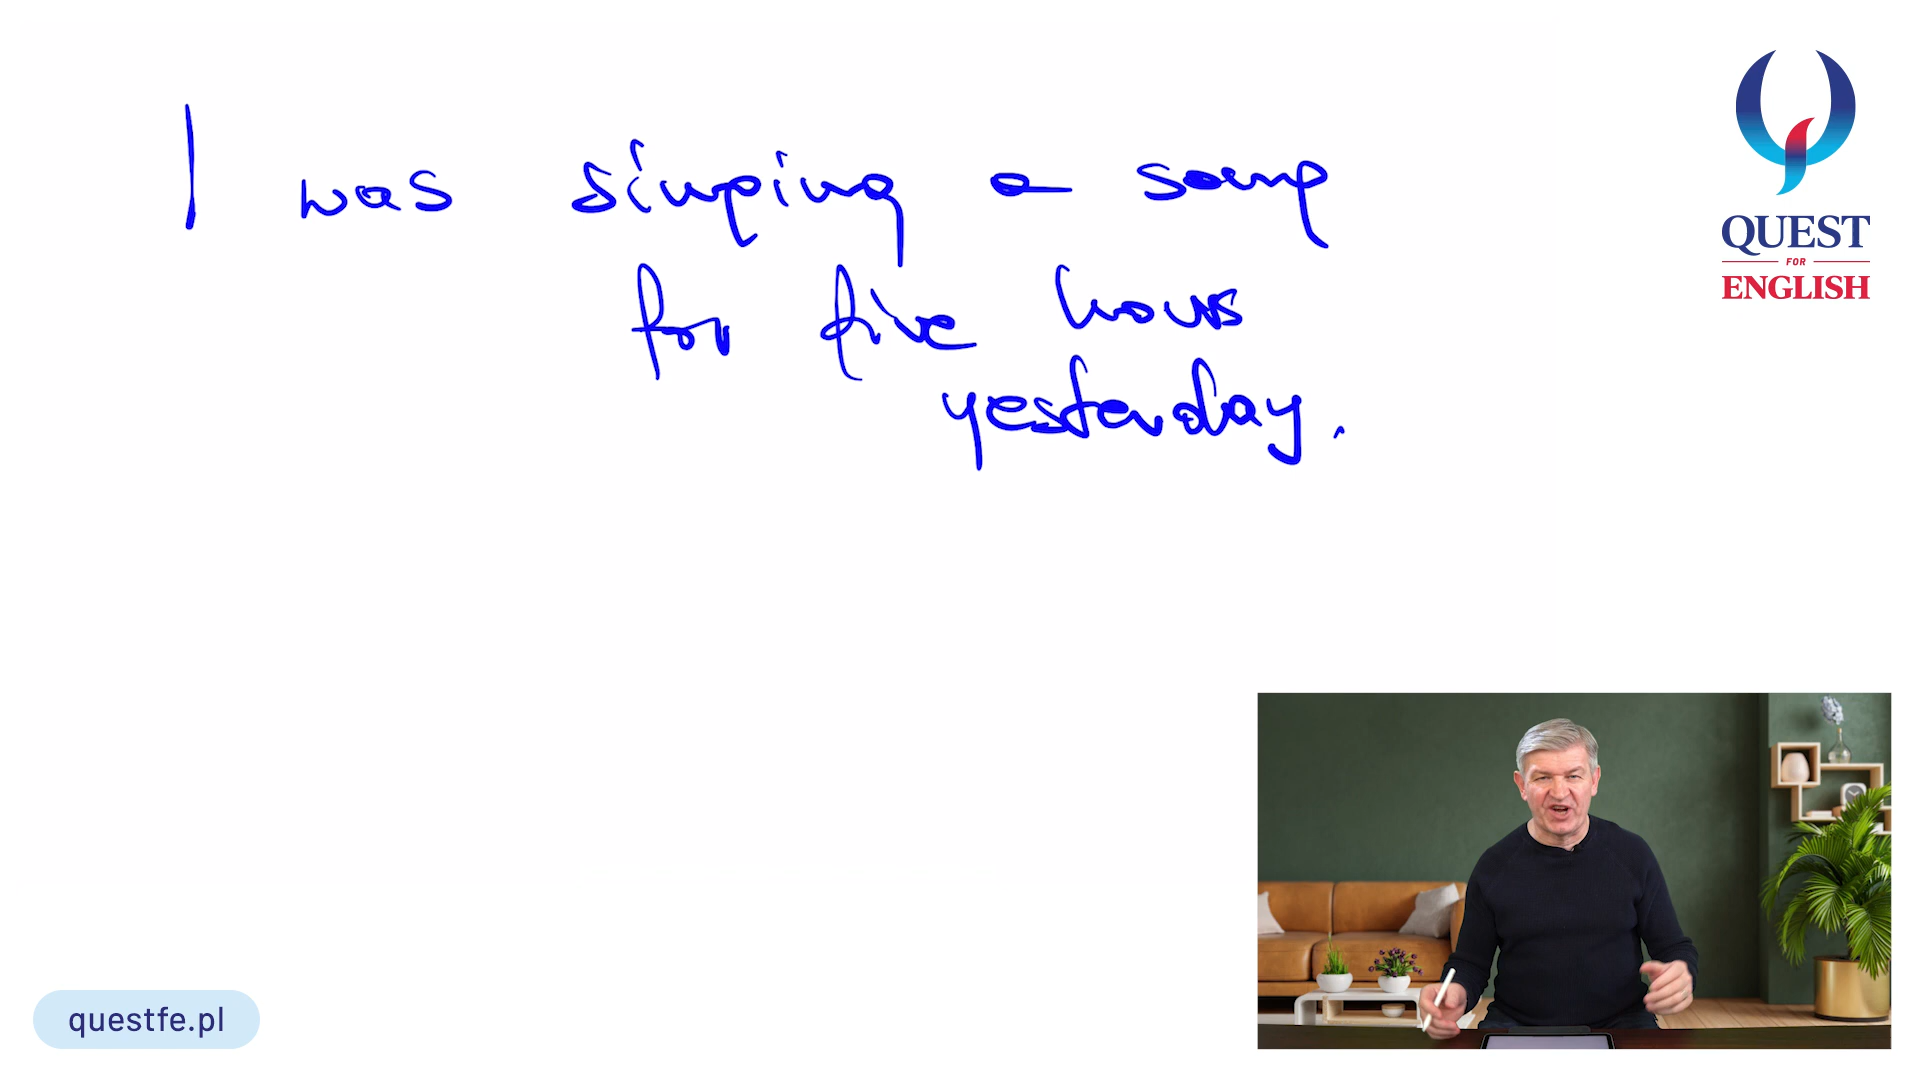 I was singing a song
for five hours
yesterday.
QUEST
FOR
ENGLISH
questfe.pl